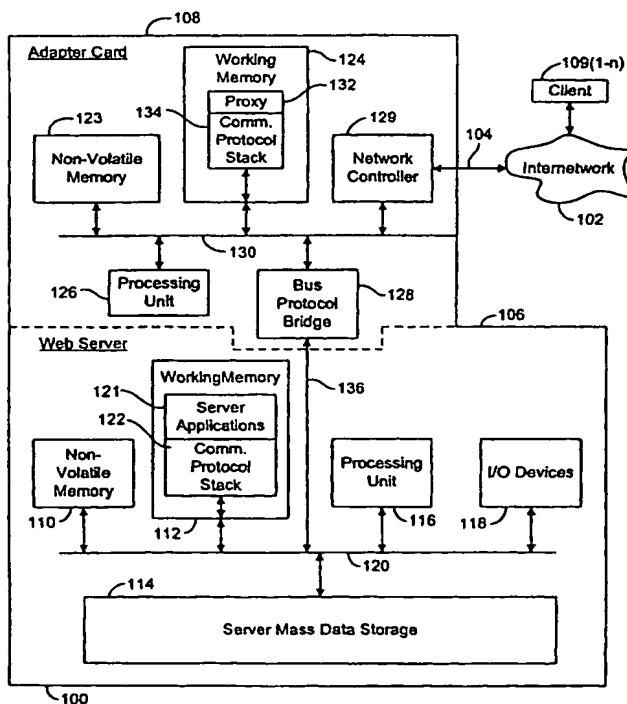 108
Adapter Card
124
109(1-n)
Working
Memory
132
Client
123
134
Proxy
Comm.
Protocol
Stack
129
104
Non-Volatile
Memory
Network
Controller
Internetwork
102
130
126
Processing
Unit
Bus
Protocol
Bridge
128
106
Web Server
WorkingMemory
136
121
Server
Applications
122
Comm.
Protocol
Stack
Non-
Volatile
Memory
Processing
Unit
I/O Devices
110
112
116
118
120
114
Server Mass Data Storage
100